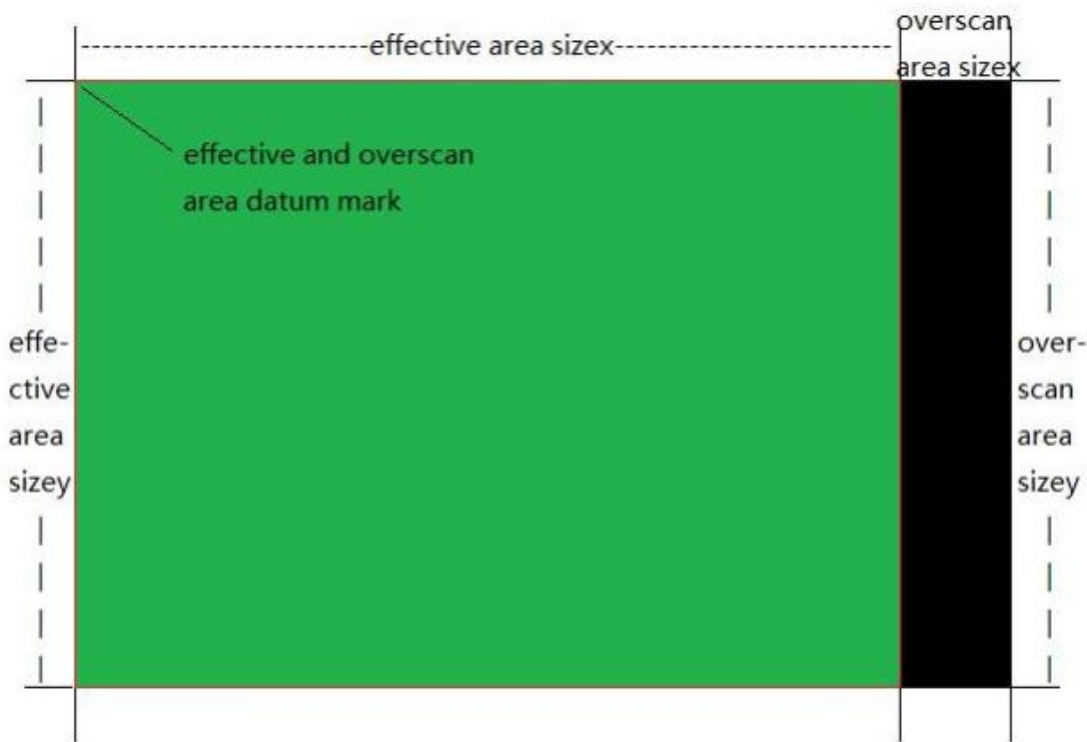 overscan
effective area sizex
area sizex
effective and overscan
area datum mark
effe-
ctive
area
sizey
over-
scan
area
sizey